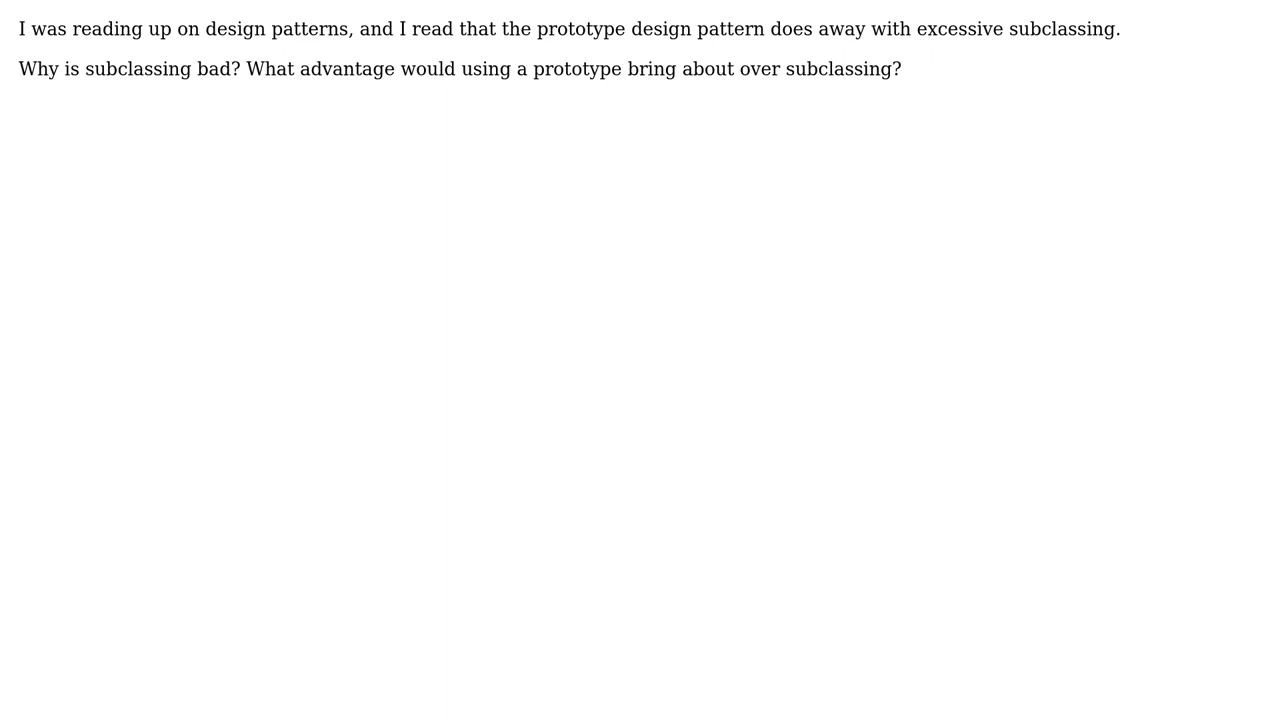 I was reading up on design patterns, and I read that the prototype design pattern does away with excessive subclassing.
Why is subclassing bad? What advantage would using a prototype bring about over subclassing?